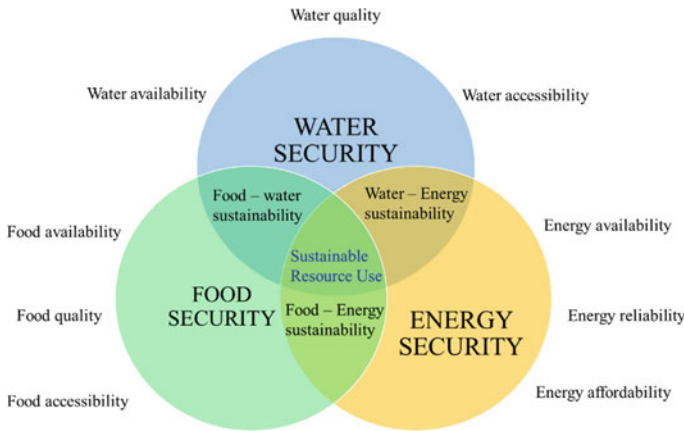 Water quality
Water availability
Water accessibility
WATER
SECURITY
Food – water
sustainability
Water – Energy
sustainability
Food availability
Energy availability
Sustainable
Resource Use
FOOD
SECURITY
Food quality
Food – Energy
sustainability
ENERGY
SECURITY
Energy reliability
Food accessibility
Energy affordability